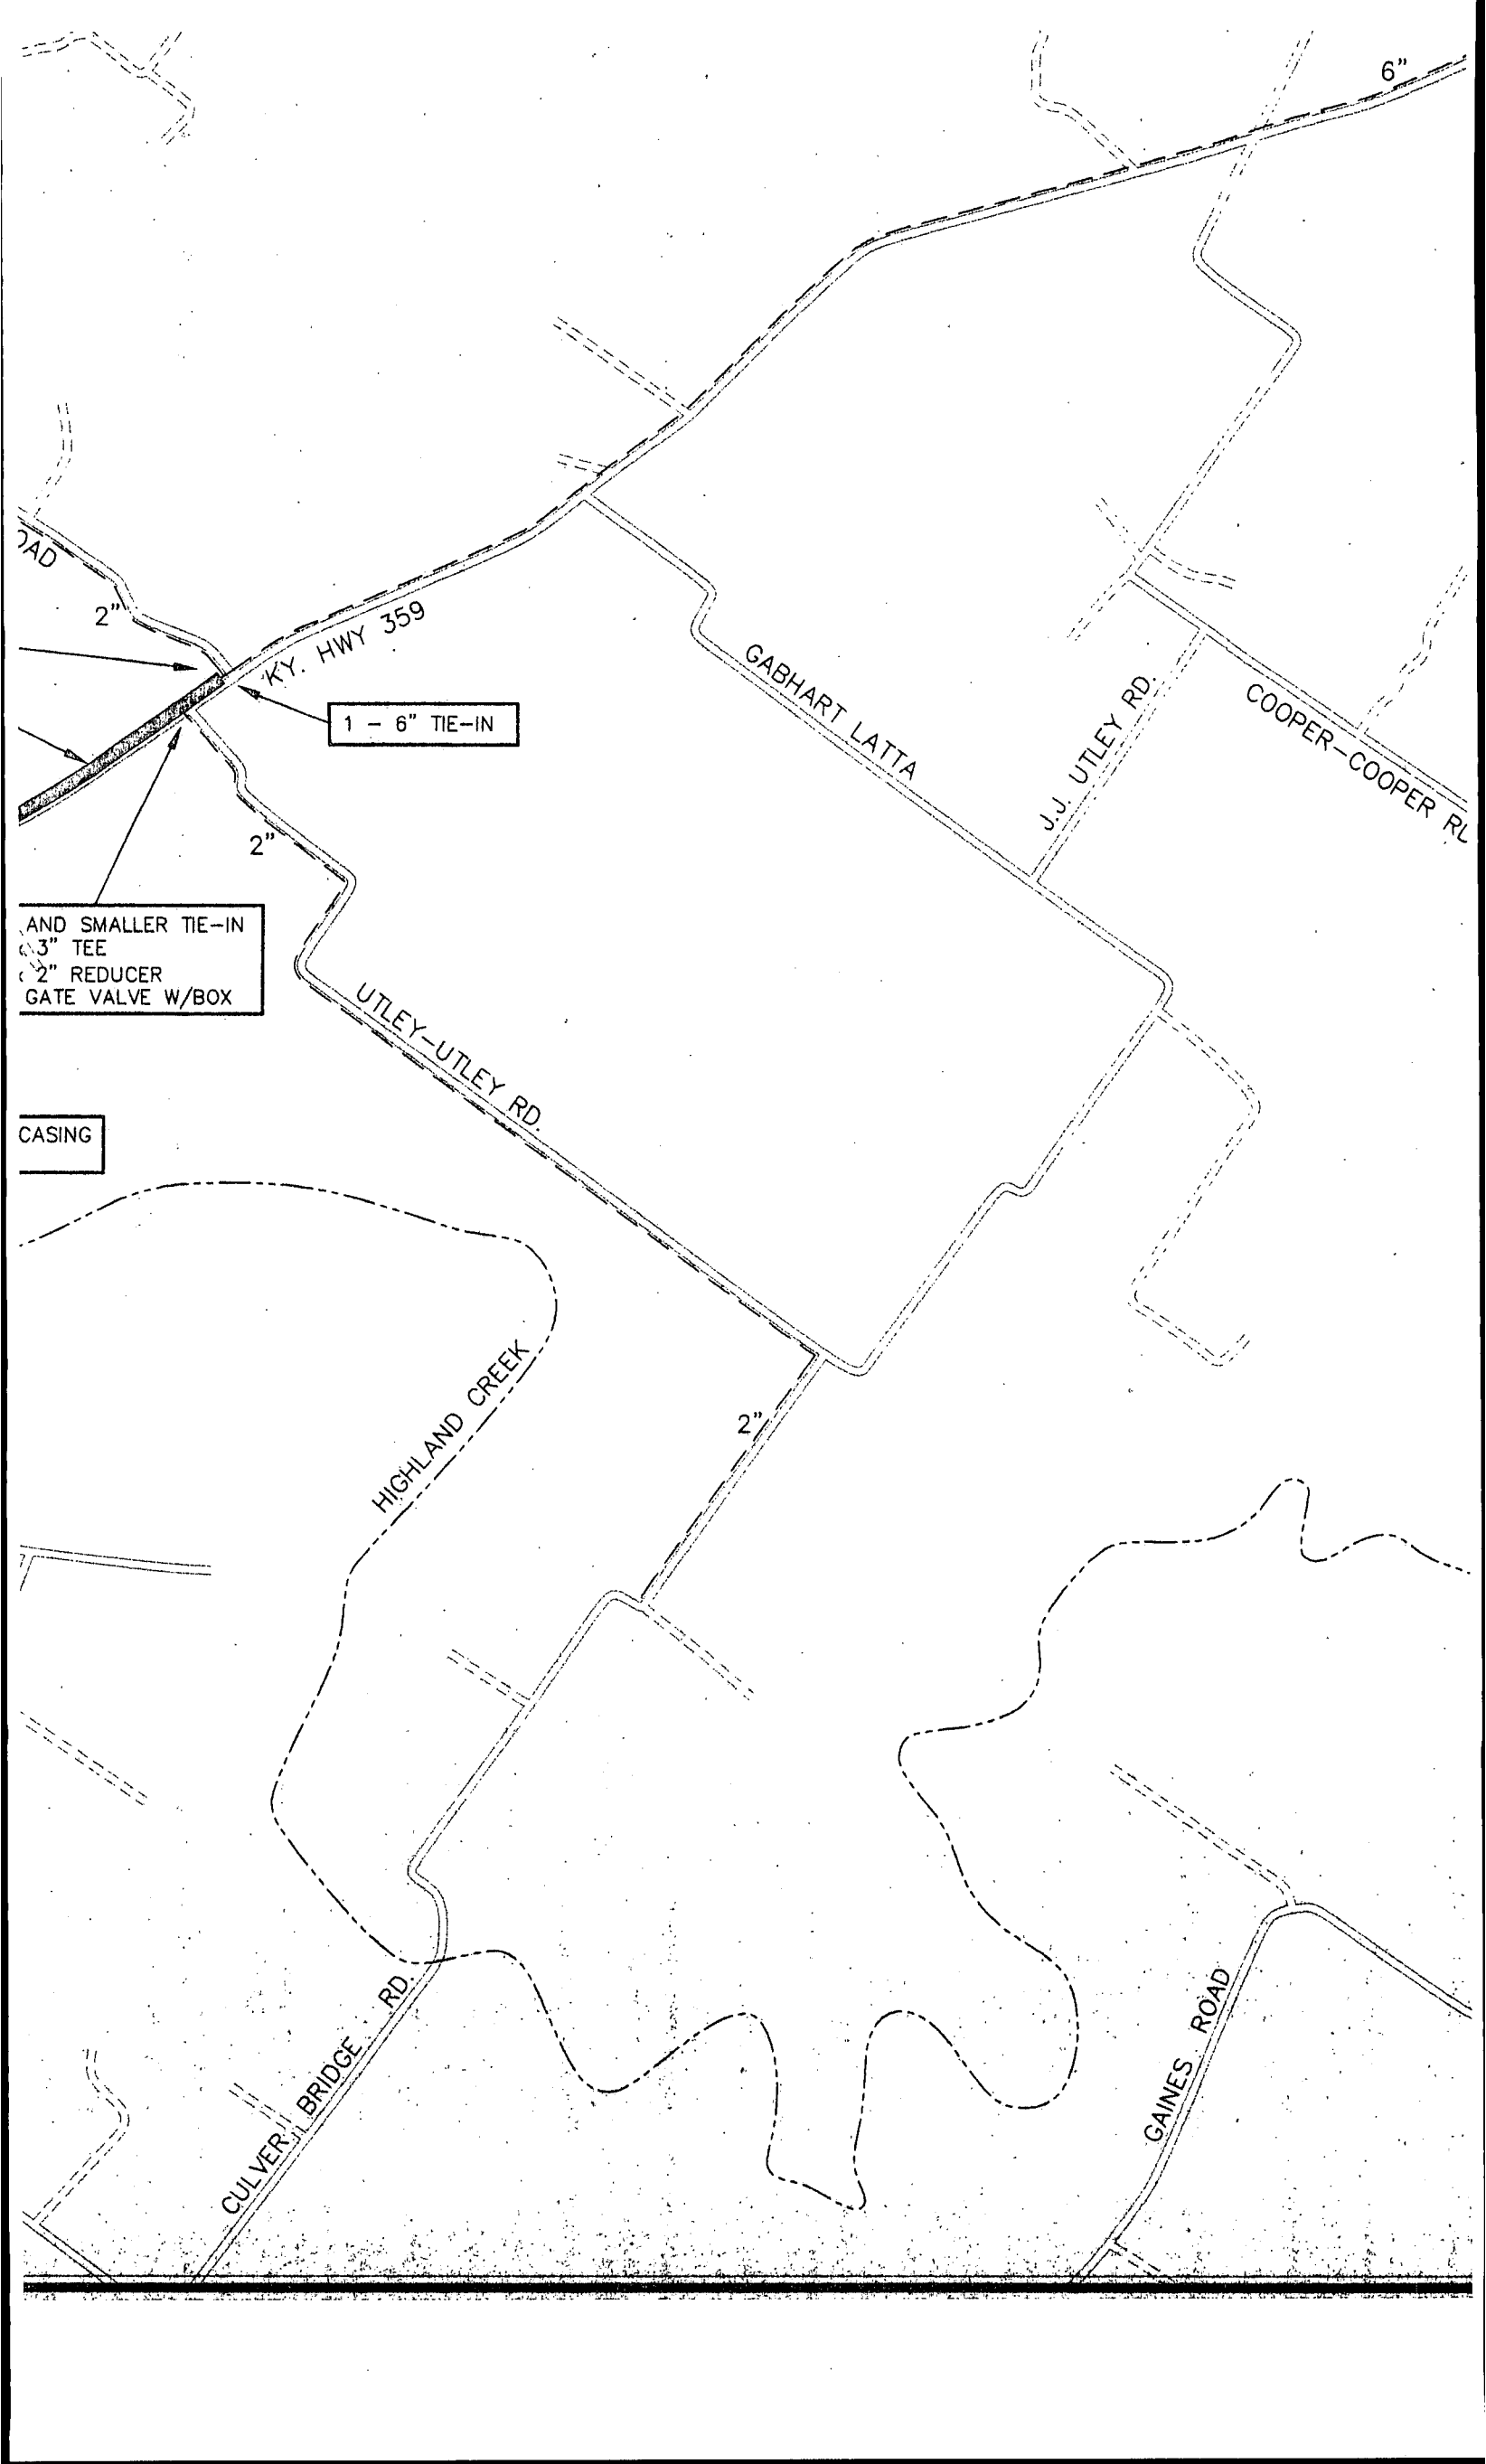 6"
OAD
2"
KY. HWY 359
1 - 6" TIE-IN
GABHART LATTA
J.J. UTLEY RD.
COOPER-COOPER
2"
AND SMALLER TIE-IN
3" TEE
2" REDUCER
GATE VALVE W/BOX
UTLEY-UTLEY RD.
CASING
HIGHLAND CREEK
2"
CULVER BRIDGE RD.
GAINES ROAD